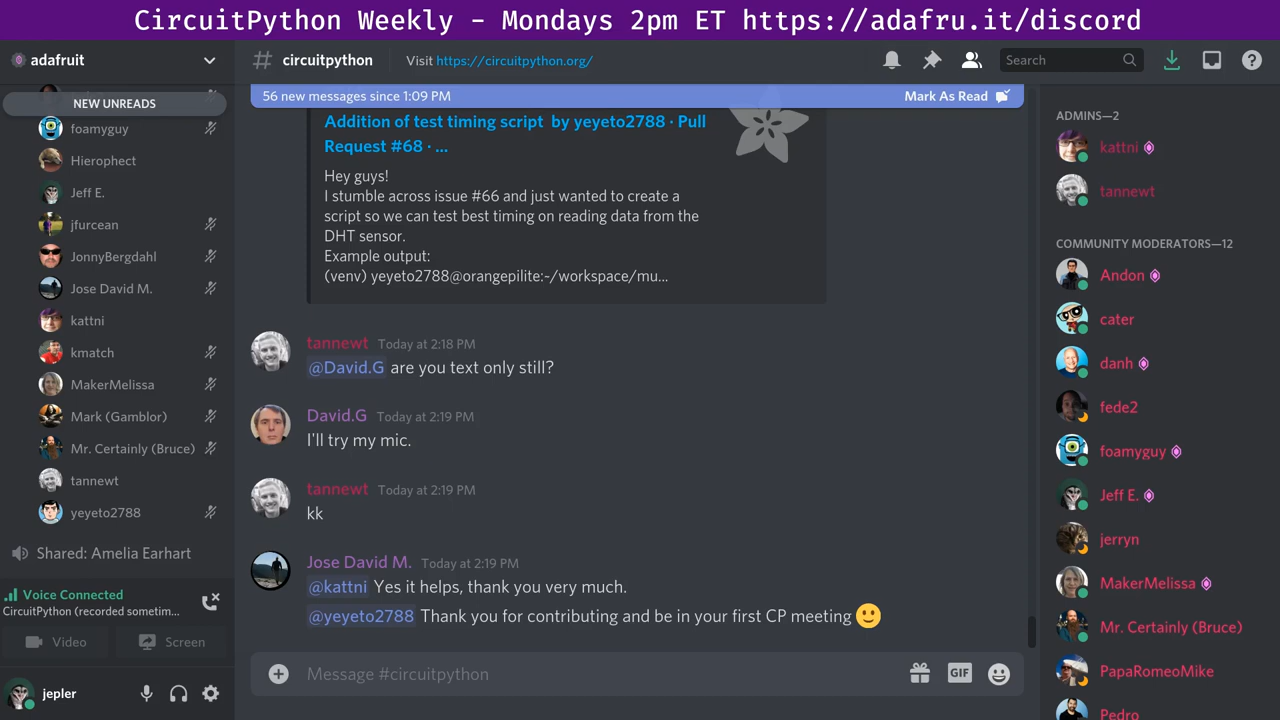 CircuitPython Weekly - Mondays 2pm ET https://adafru.it/discord
adafruit
NEW UNREADS
foamyguy
Hierophect
Jeff E.
jfurcean
JonnyBergdahl
Jose David M.
kattni
kmatch
MakerMelissa
Mark (Gamblor)
Mr. Certainly (Bruce)
tannewt
yeyeto2788
Shared: Amelia Earhart
Voice Connected
CircuitPython (recorded sometim...
Video
Screen
jepler
# circuitpython
Visit https://circuitpython.org/
Search
56 new messages since 1:09 PM
Mark As Read
Addition of test timing script by yeyeto2788 · Pull
Request #68 · ...
Hey guys!
I stumble across issue #66 and just wanted to create a
script so we can test best timing on reading data from the
DHT sensor.
Example output:
(venv) yeyeto2788@orangepilite:~/workspace/mu...
tannewt Today at 2:18 PM
@David.G are you text only still?
David.G Today at 2:19 PM
I'll try my mic.
tannewt Today at 2:19 PM
kk
Jose David M. Today at 2:19 PM
@kattni Yes it helps, thank you very much.
@yeyeto2788 Thank you for contributing and be in your first CP meeting 🙂
Message #circuitpython
GIF
ADMINS—2
kattni
tannewt
COMMUNITY MODERATORS—12
Andon
cater
danh
fede2
foamyguy
Jeff E.
jerryn
MakerMelissa
Mr. Certainly (Bruce)
PapaRomeoMike
Pedro